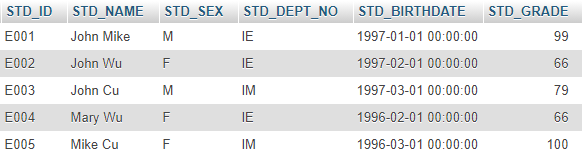 STD_ID STD_NAME STD_SEX STD_DEPT_NO STD_BIRTHDATE STD_GRADE
E001 John Mike M IE 1997-01-01 00:00:00 99
E002 John Wu F IE 1997-02-01 00:00:00 66
E003 John Cu M IM 1997-03-01 00:00:00 79
E004 Mary Wu F IE 1996-02-01 00:00:00 66
E005 Mike Cu F IM 1996-03-01 00:00:00 100